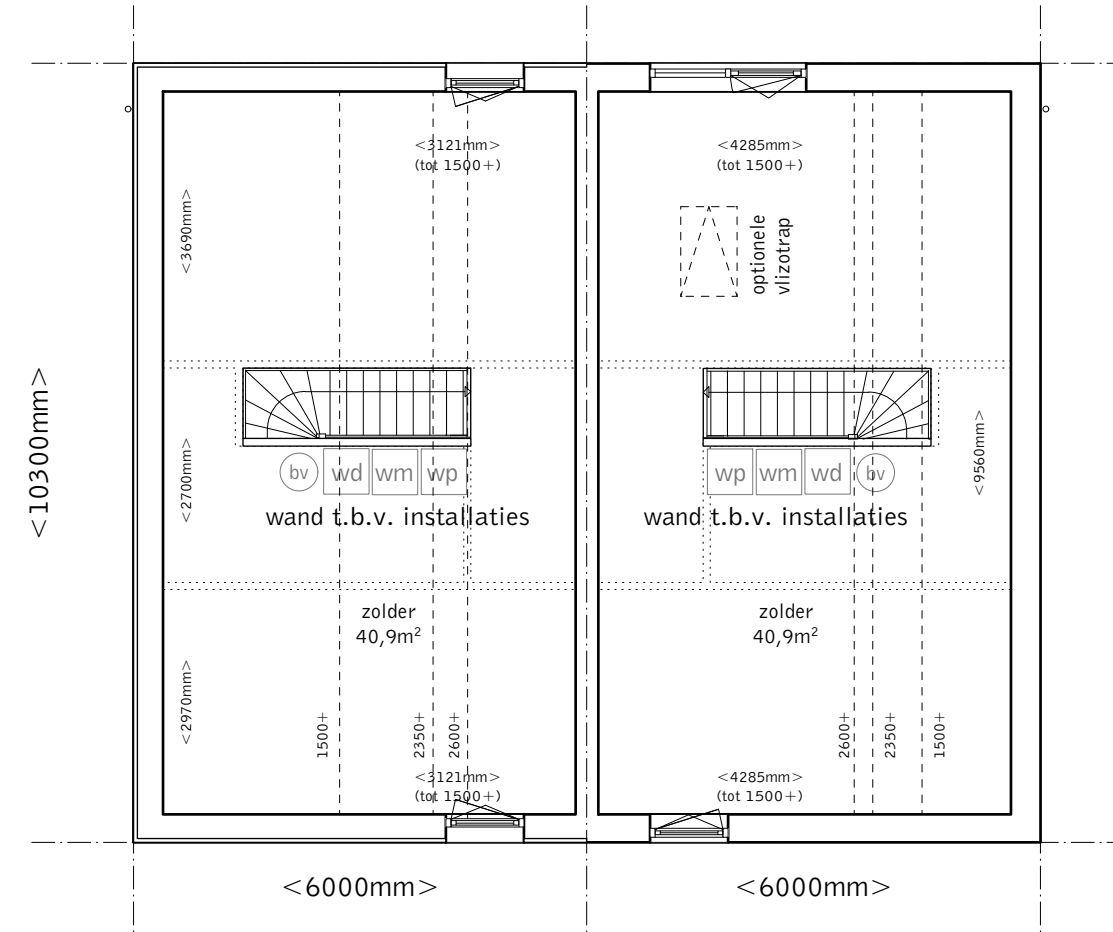 <3121mm>
(tot 1500+)
<4285mm>
(tot 1500+)
<3690mm>
optionele
vlizotrap
<10300mm>
<2700mm>
<9560mm>
bv wd wm wp
wp wm wd bv
wand t.b.v. installaties
wand t.b.v. installaties
zolder
40,9m²
zolder
40,9m²
<2970mm>
1500+
2350+
2600+
2600+
2350+
1500+
<3121mm>
(tot 1500+)
<4285mm>
(tot 1500+)
<6000mm>
<6000mm>